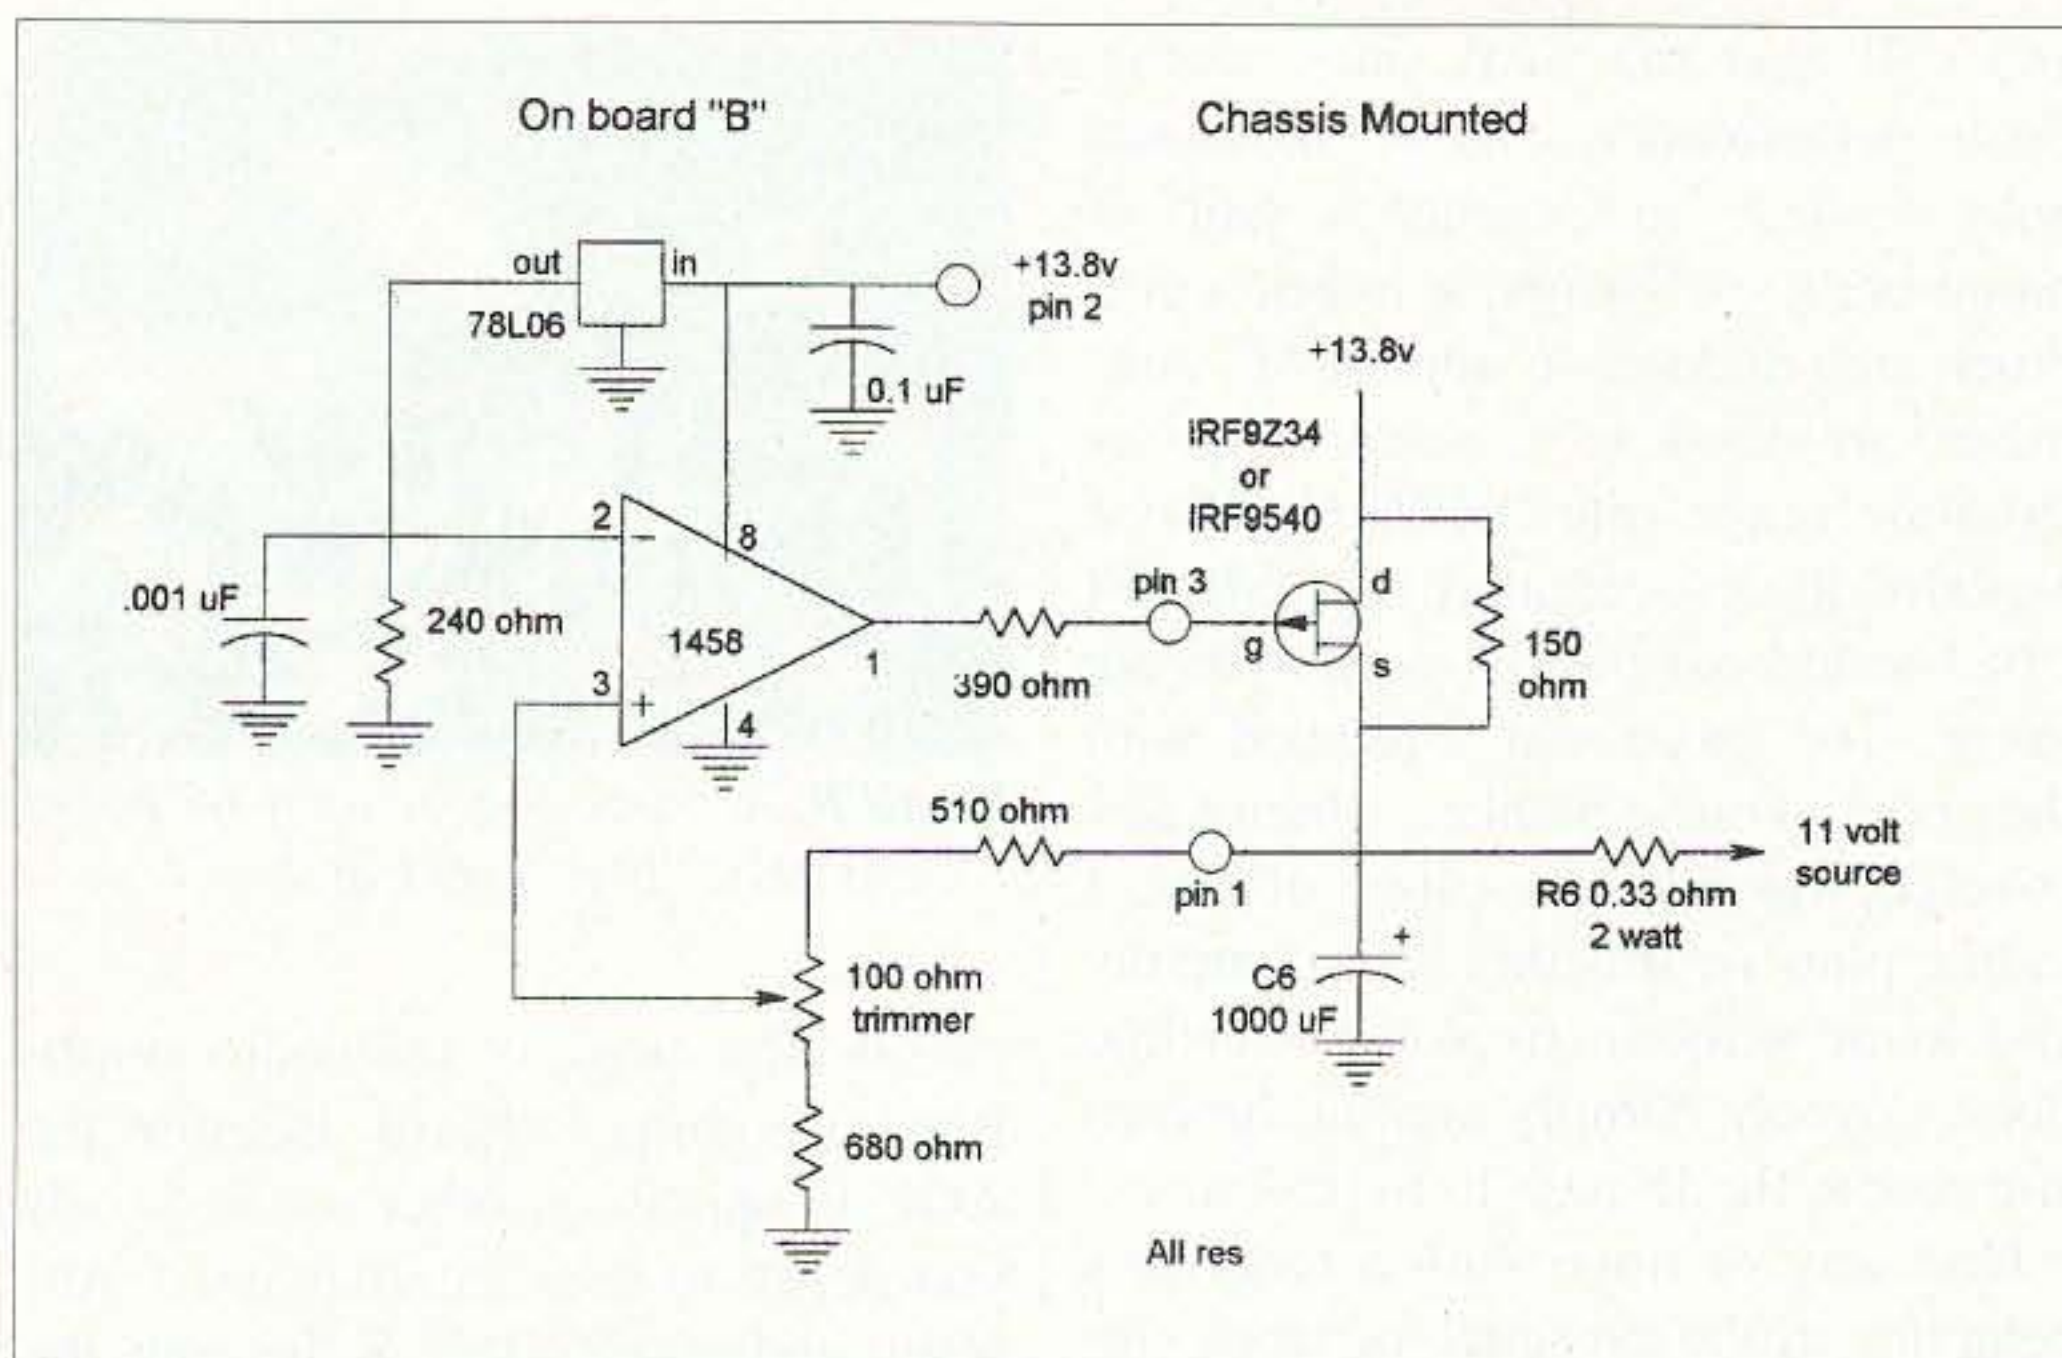 On board "B"
Chassis Mounted
out
in
78L06
+13.8v
pin 2
0.1 uF
+13.8v
IRF9Z34
or
IRF9540
2
−
8
.001 uF
240 ohm
1458
3
+
4
1
390 ohm
pin 3
g
d
s
150
ohm
510 ohm
pin 1
11 volt
source
R6 0.33 ohm
2 watt
100 ohm
trimmer
+
C6
1000 uF
680 ohm
All res